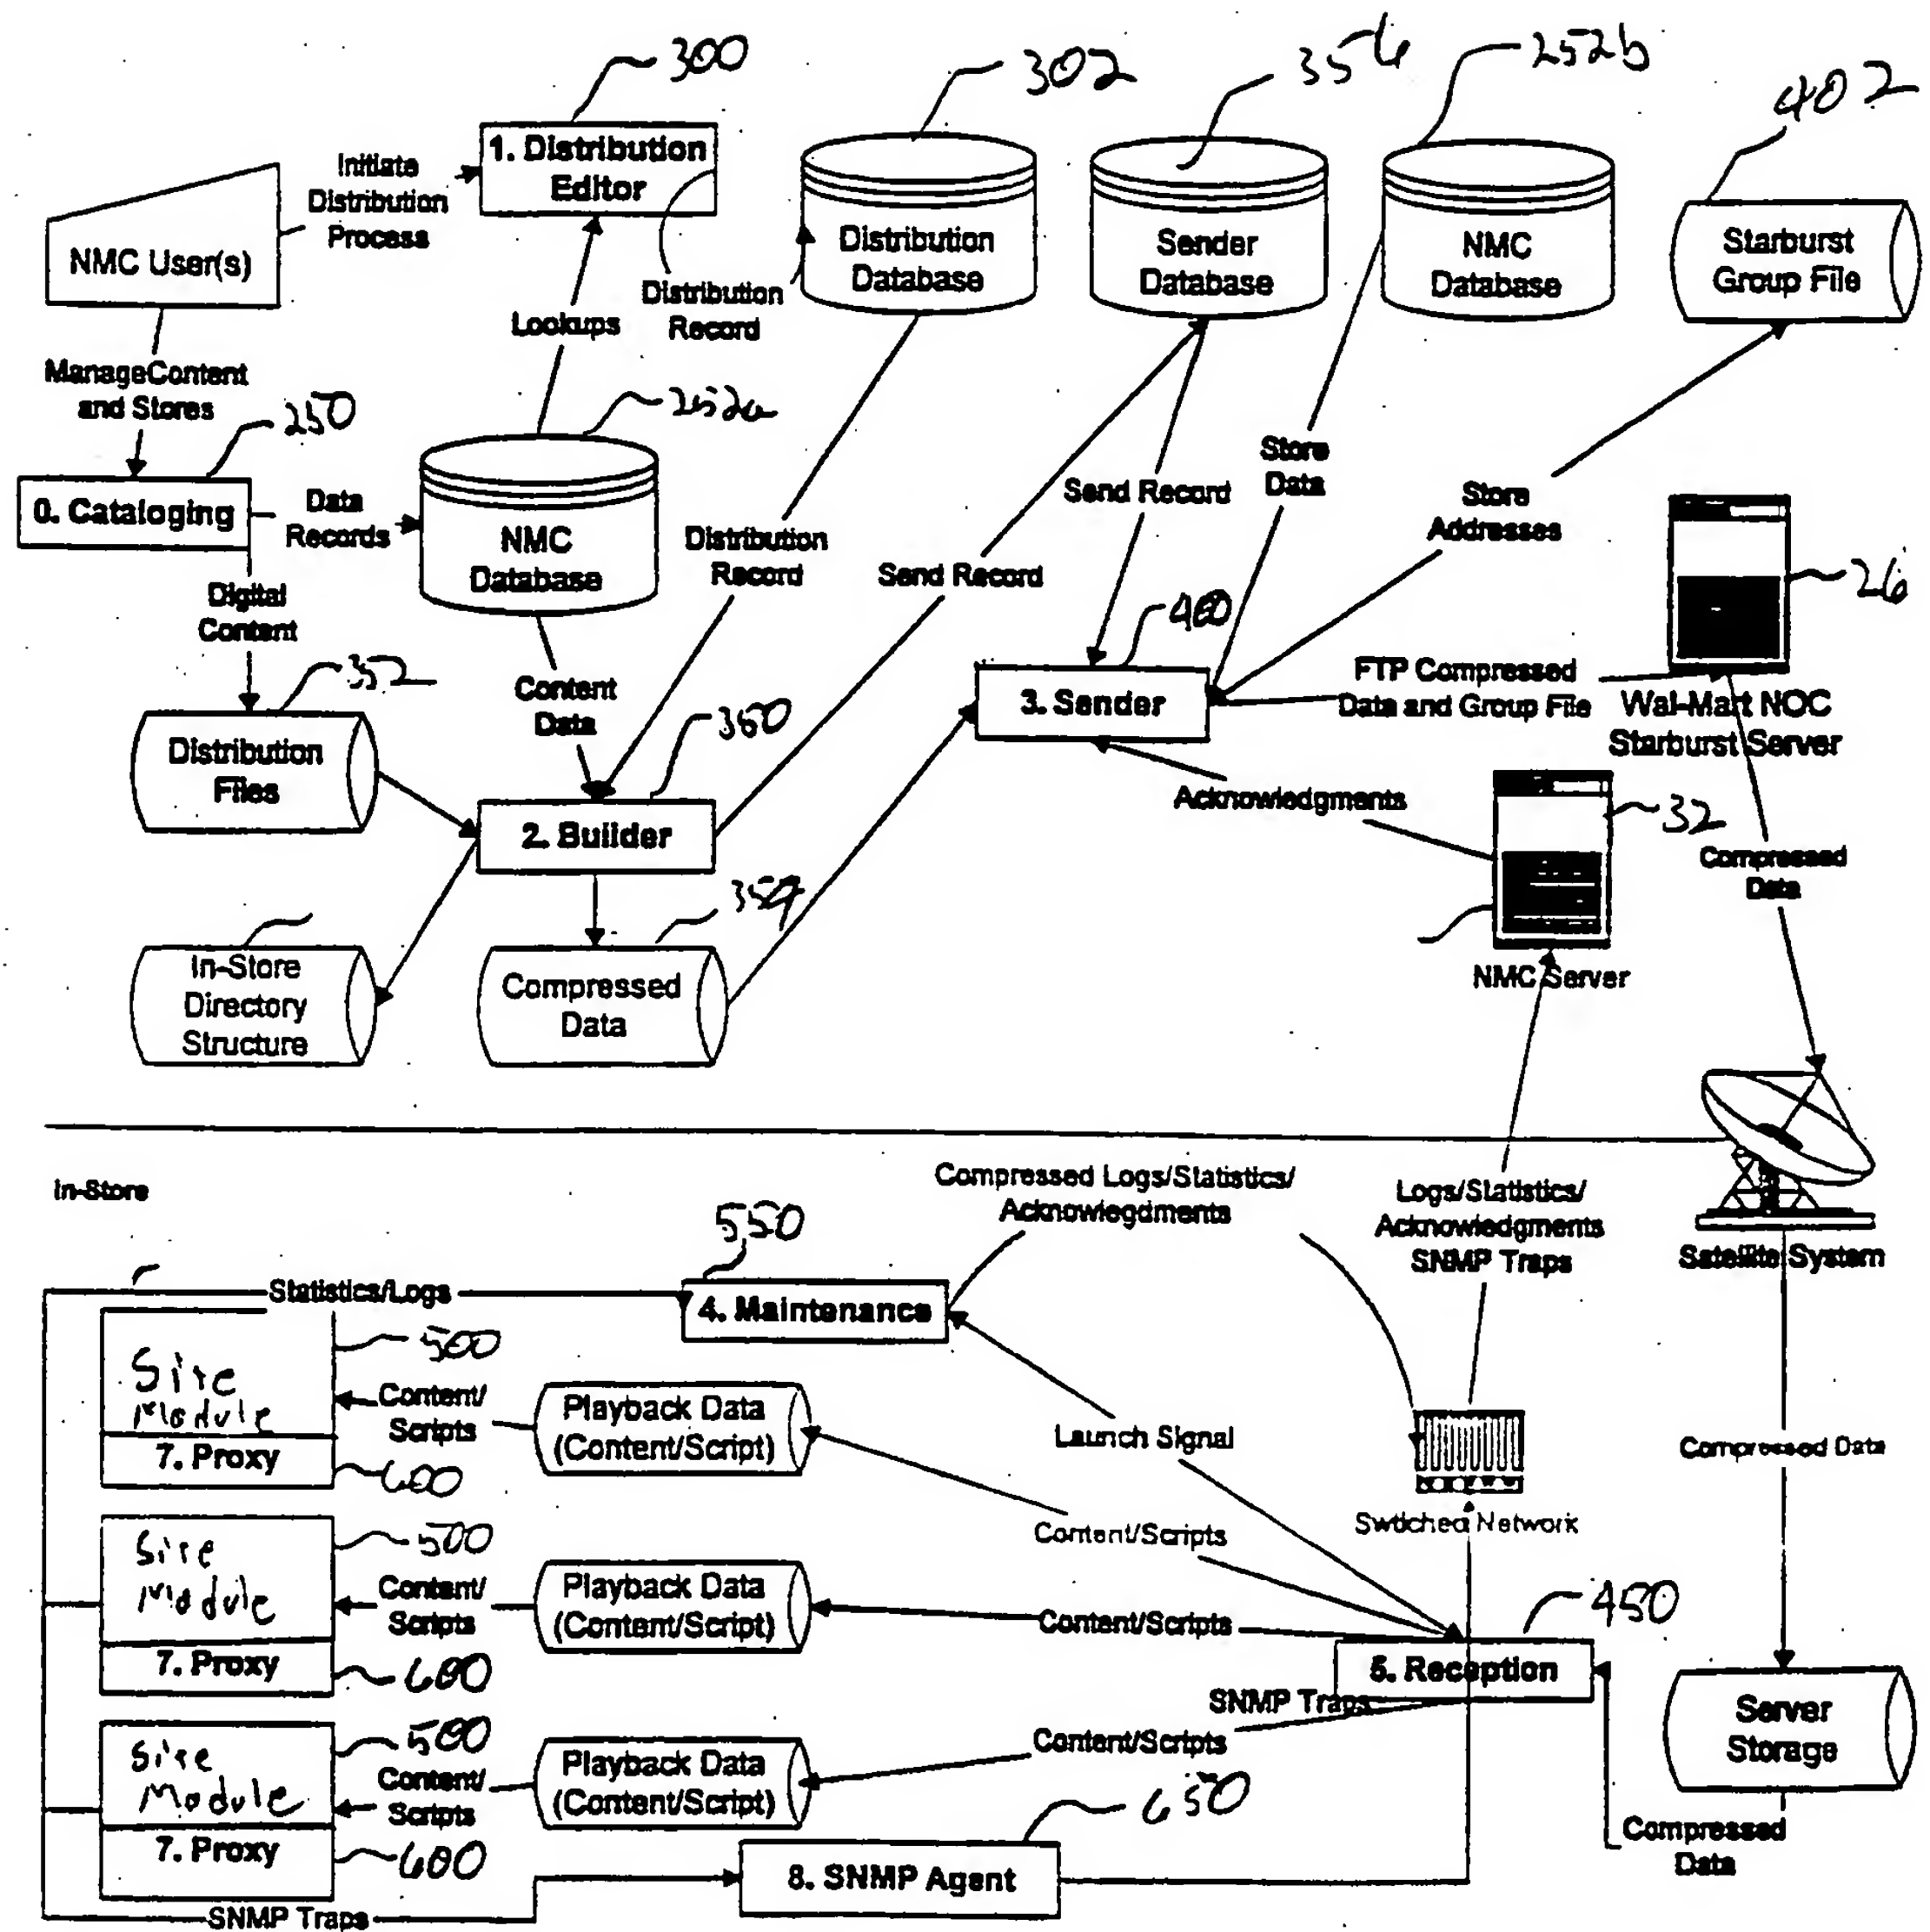 300
302
356
252b
402
1. Distribution
Editor
Initiate
Distribution
Process
NMC User(s)
Distribution
Database
Sender
Database
NMC
Database
Starburst
Group File
Distribution
Record
Lookups
ManageContent
and Stores
250
252a
0. Cataloging
Data
Records
NMC
Database
Distribution
Record
Send Record
Send Record
Store
Data
Store
Addresses
26
Digital
Content
352
Content
Data
350
400
3. Sender
FTP Compressed
Data and Group File
Wal-Mart NOC
Starburst Server
Distribution
Files
2. Builder
Acknowledgments
32
Compressed
Data
354
In-Store
Directory
Structure
Compressed
Data
NMC Server
In-Store
550
Compressed Logs/Statistics/
Acknowlegdments
Logs/Statistics/
Acknowledgments
SNMP Traps
Satellite System
Statistics/Logs
4. Maintenance
500
Site
Module
Content/
Scripts
Playback Data
(Content/Script)
Launch Signal
7. Proxy
600
Content/Scripts
Swtiched Network
Compressed Data
500
Site
Module
Content/
Scripts
Playback Data
(Content/Script)
Content/Scripts
450
7. Proxy
600
5. Reception
SNMP Traps
500
Site
Module
Content/
Scripts
Playback Data
(Content/Script)
Content/Scripts
Server
Storage
650
7. Proxy
600
8. SNMP Agent
Compressed
Data
SNMP Traps